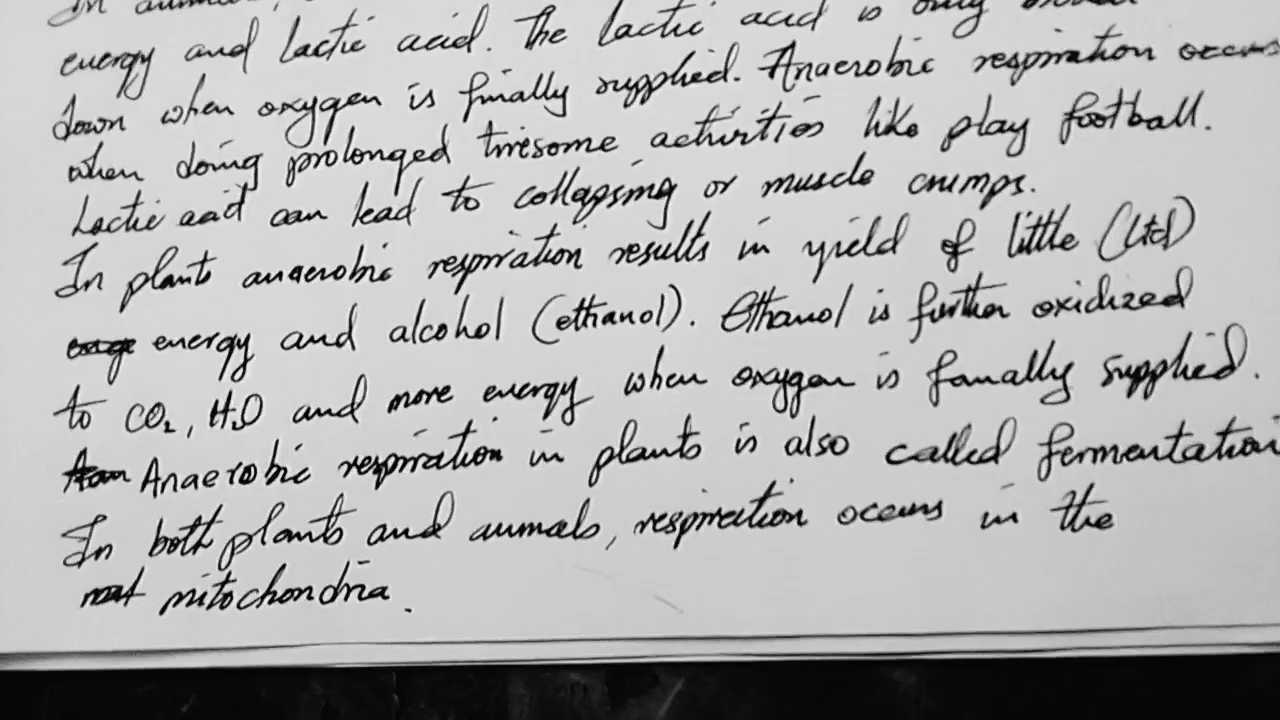 In
energy and lactic acid. The lactic acid is only
down when oxygen is finally supplied. Anaerobic respiration occurs
when doing prolonged tiresome activities like play football.
Lactic acid can lead to collapsing or muscle crumps.
In plants anaerobic respiration results in yield of little (Ltd)
energy and alcohol (ethanol). Ethanol is further oxidized
to CO₂, H₂O and more energy when oxygen is fanally supplied.
Anaerobic respiration in plants is also called fermentation
In both plants and animals, respiration occurs in the
mitochondria.